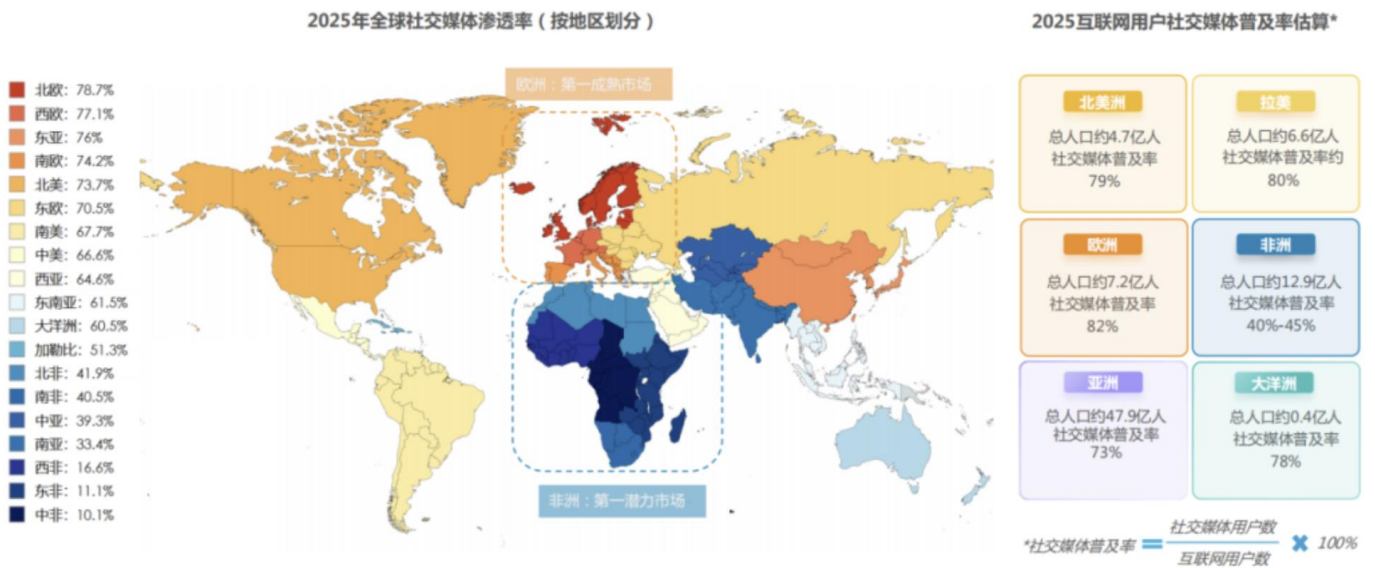 2025年全球社交媒体渗透率（按地区划分）
北欧：78.7%
西欧：77.1%
东亚：76%
南欧：74.2%
北美：73.7%
东欧：70.5%
南美：67.7%
中美：66.6%
西亚：64.6%
东南亚：61.5%
大洋洲：60.5%
加勒比：51.3%
北非：41.9%
南非：40.5%
中亚：39.3%
南亚：33.4%
西非：16.6%
东非：11.1%
中非：10.1%
欧洲：第一成熟市场
非洲：第一潜力市场
2025互联网用户社交媒体普及率估算*
北美洲
总人口约4.7亿人
社交媒体普及率
79%
拉美
总人口约6.6亿人
社交媒体普及率约
80%
欧洲
总人口约7.2亿人
社交媒体普及率
82%
非洲
总人口约12.9亿人
社交媒体普及率
40%-45%
亚洲
总人口约47.9亿人
社交媒体普及率
73%
大洋洲
总人口约0.4亿人
社交媒体普及率
78%
*社交媒体普及率 = 社交媒体用户数
互联网用户数
× 100%